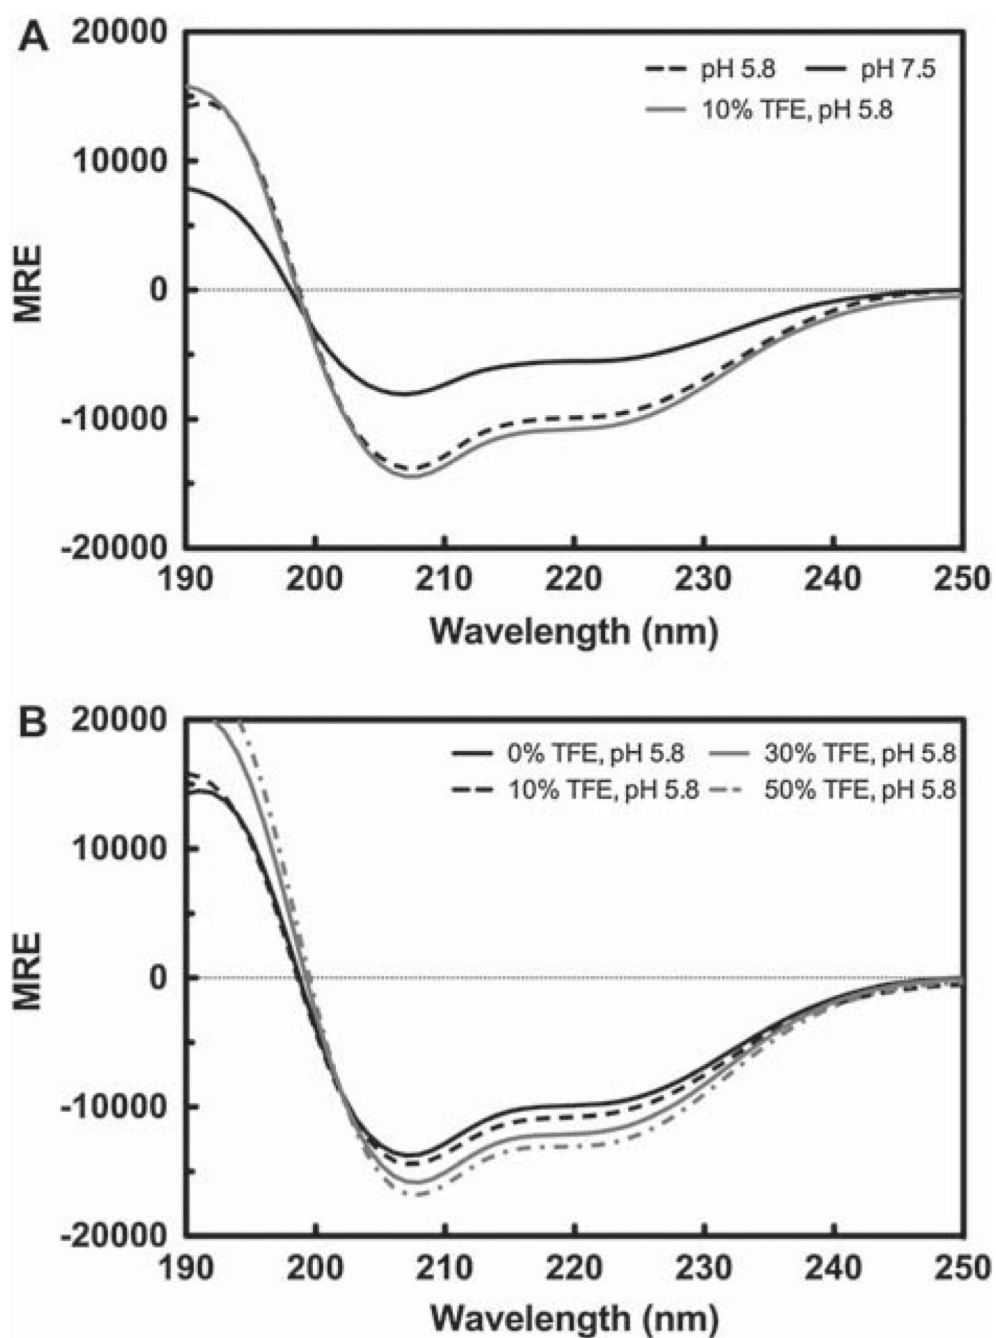 A
20000
pH 5.8 pH 7.5
10% TFE, pH 5.8
10000
MRE
0
-10000
-20000
190 200 210 220 230 240 250
Wavelength (nm)
B
20000
0% TFE, pH 5.8 30% TFE, pH 5.8
10% TFE, pH 5.8 50% TFE, pH 5.8
10000
MRE
0
-10000
-20000
190 200 210 220 230 240 250
Wavelength (nm)